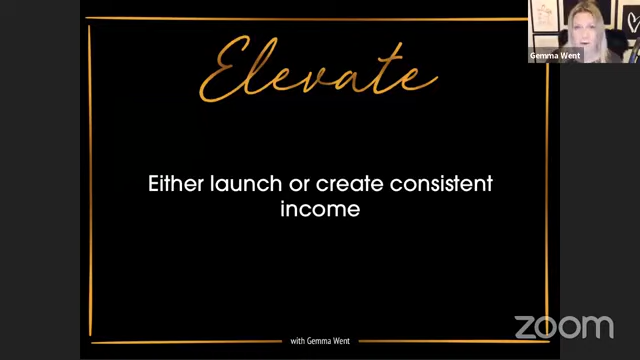 Elevate
Gemma Went
Either launch or create consistent
income
zoom
with Gemma Went